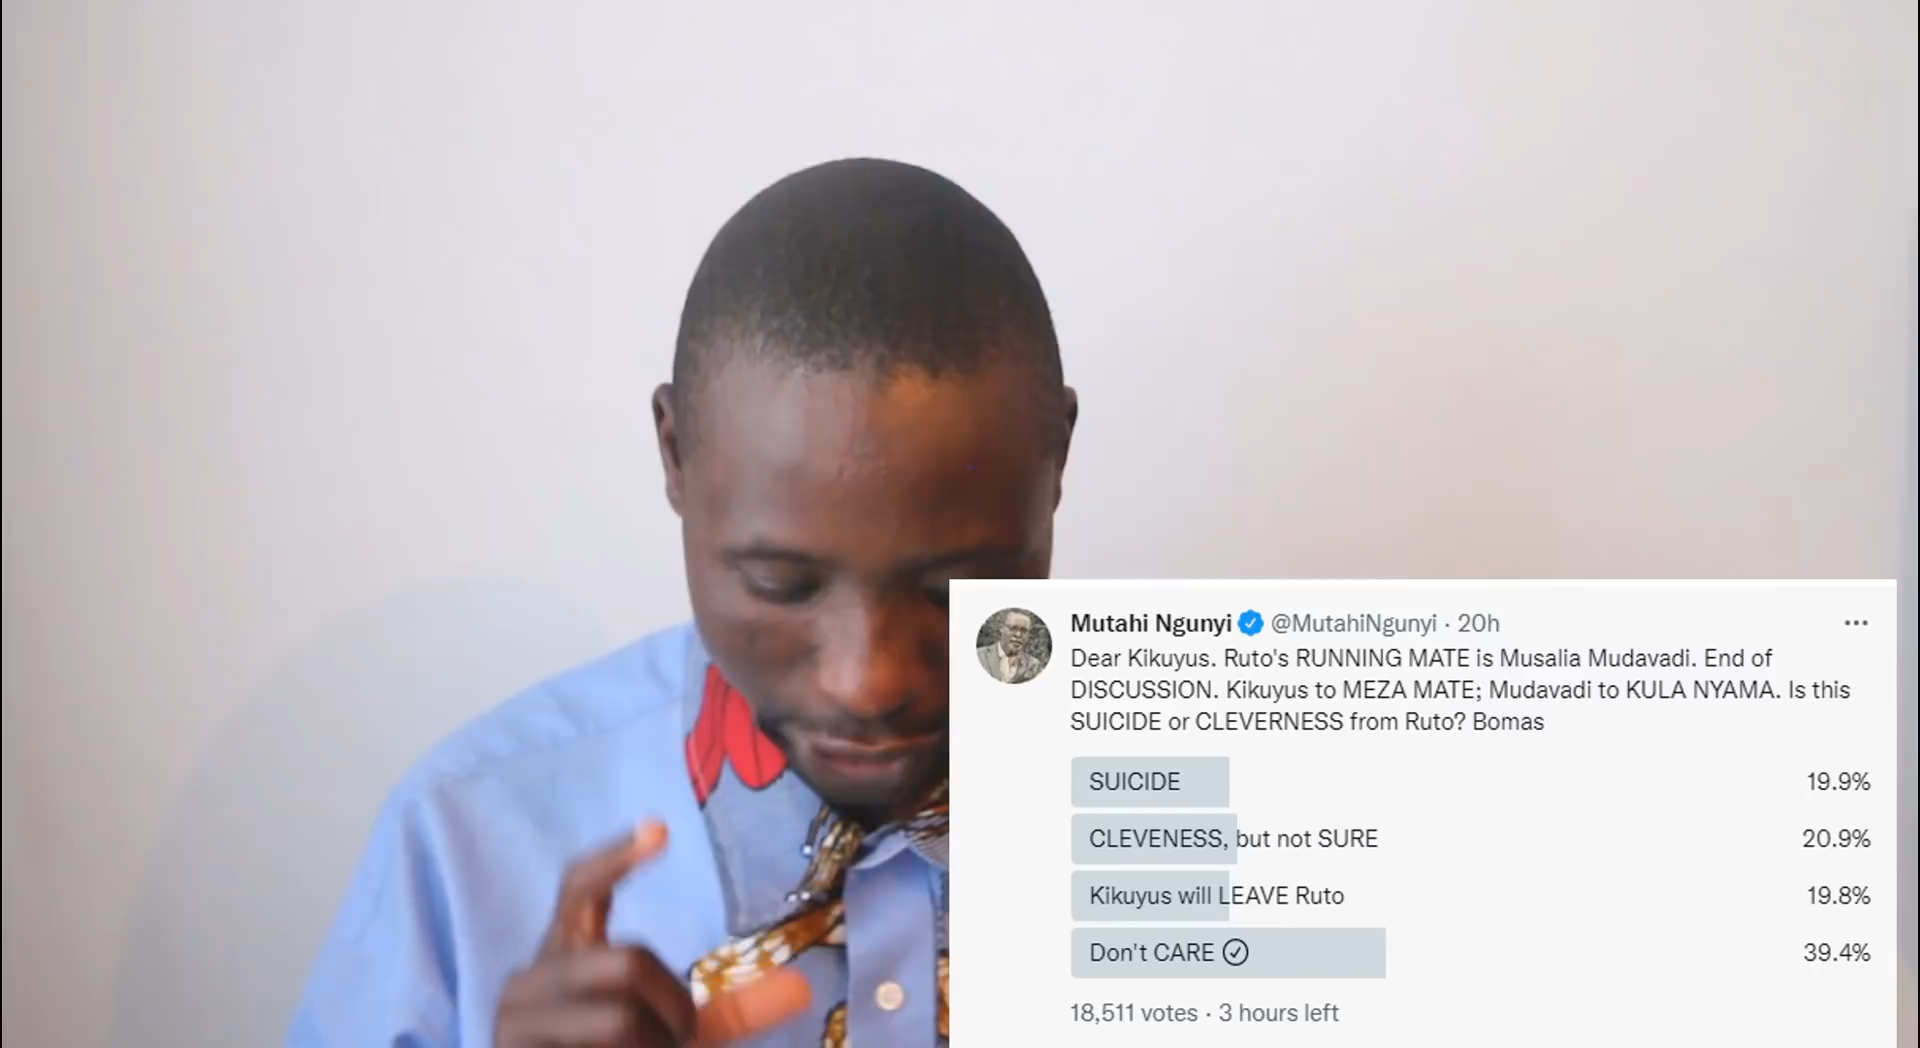 Mutahi Ngunyi @MutahiNgunyi · 20h
Dear Kikuyus. Ruto's RUNNING MATE is Musalia Mudavadi. End of
DISCUSSION. Kikuyus to MEZA MATE; Mudavadi to KULA NYAMA. Is this
SUICIDE or CLEVERNESS from Ruto? Bomas
SUICIDE 19.9%
CLEVENESS, but not SURE 20.9%
Kikuyus will LEAVE Ruto 19.8%
Don't CARE 39.4%
18,511 votes · 3 hours left